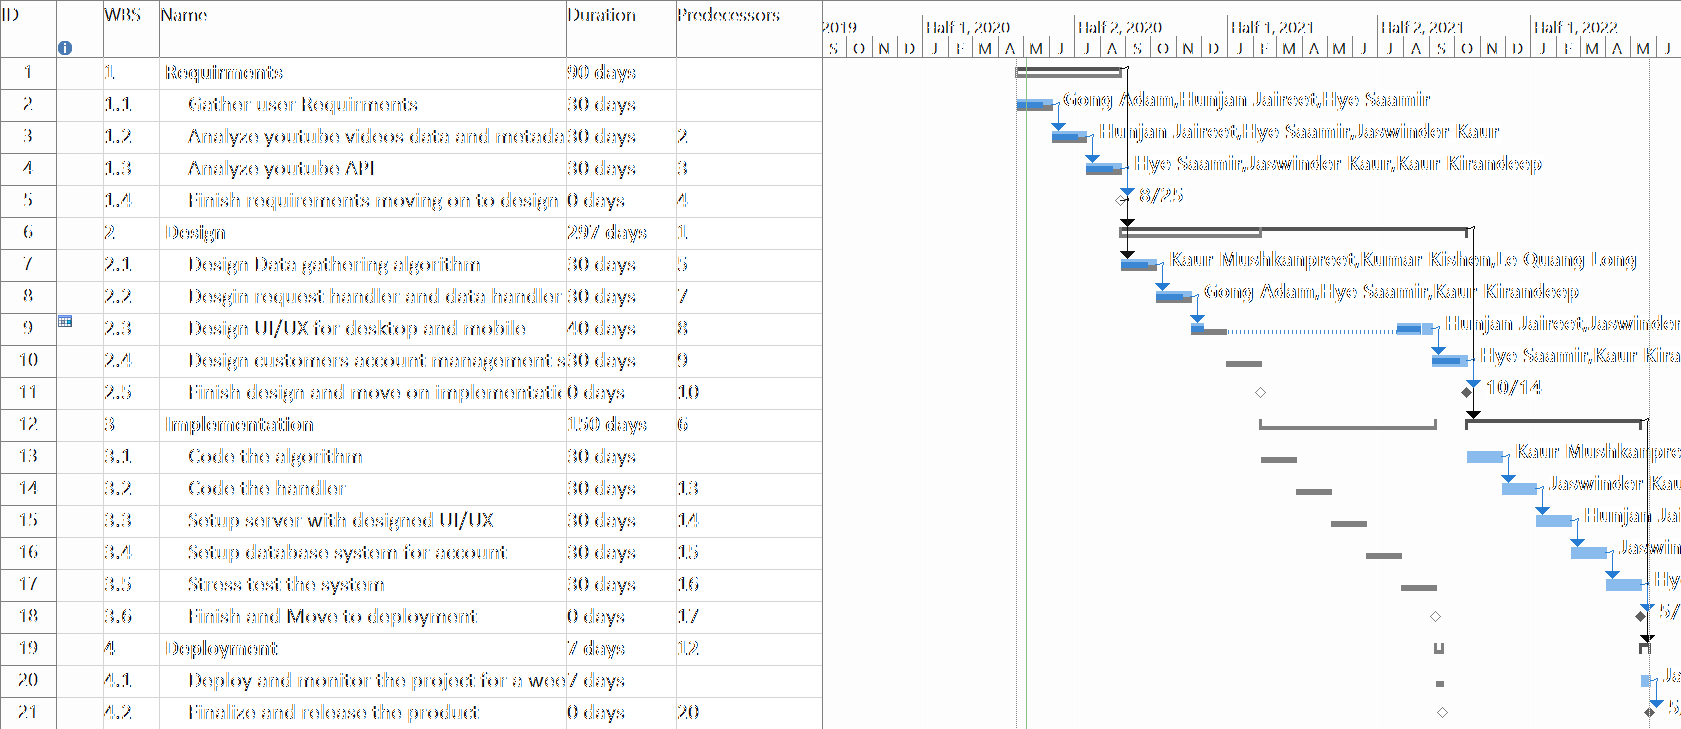 ID WBS Name Duration Predecessors
2019 Half 1, 2020 Half 2, 2020 Half 1, 2021 Half 2, 2021 Half 1, 2022
S O N D J F M A M J J A S O N D J F M A M J J A S O N D J F M A M J
1 1 Requirments 90 days
2 1.1 Gather user Requirments 30 days Gong Adam,Hunjan Jaireet,Hye Saamir
3 1.2 Analyze youtube videos data and metada 30 days 2 Hunjan Jaireet,Hye Saamir,Jaswinder Kaur
4 1.3 Analyze youtube API 30 days 3 Hye Saamir,Jaswinder Kaur,Kaur Kirandeep
5 1.4 Finish requirements moving on to design 0 days 4 8/25
6 2 Design 297 days 1
7 2.1 Design Data gathering algorithm 30 days 5 Kaur Mushkanpreet,Kumar Kishen,Le Quang Long
8 2.2 Desgin request handler and data handler 30 days 7 Gong Adam,Hye Saamir,Kaur Kirandeep
9 2.3 Design UI/UX for desktop and mobile 40 days 8 Hunjan Jaireet,Jaswinder
10 2.4 Design customers account management s 30 days 9 Hye Saamir,Kaur Kira
11 2.5 Finish design and move on implementatic 0 days 10 10/14
12 3 Implementation 150 days 6
13 3.1 Code the algorithm 30 days Kaur Mushkanpre
14 3.2 Code the handler 30 days 13 Jaswinder Kau
15 3.3 Setup server with designed UI/UX 30 days 14 Hunjan Jai
16 3.4 Setup database system for account 30 days 15 Jaswin
17 3.5 Stress test the system 30 days 16 Hye
18 3.6 Finish and Move to deployment 0 days 17 5/
19 4 Deployment 7 days 12
20 4.1 Deploy and monitor the project for a wee 7 days Ja
21 4.2 Finalize and release the product 0 days 20 5